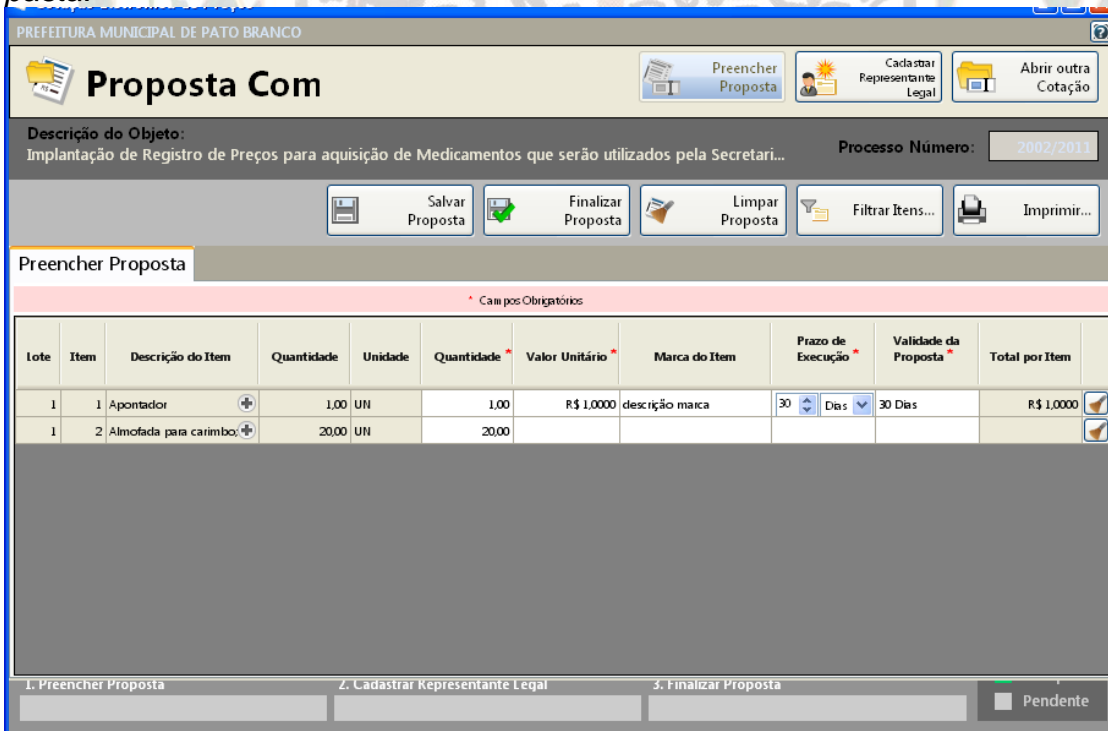 pasta.
PREFEITURA MUNICIPAL DE PATO BRANCO
Proposta Com
Preencher
Proposta
Cadastrar
Representante
Legal
Abrir outra
Cotação
Descrição do Objeto:
Implantação de Registro de Preços para aquisição de Medicamentos que serão utilizados pela Secretari...
Processo Número:
2002/2011
Salvar
Proposta
Finalizar
Proposta
Limpar
Proposta
Filtrar Itens...
Imprimir...
Preencher Proposta
* Campos Obrigatórios
Lote Item Descrição do Item Quantidade Unidade Quantidade * Valor Unitário * Marca do Item Prazo de Execução * Validade da Proposta * Total por Item
1 1 Apontador 1,00 UN 1,00 R$ 1,0000 descrição marca 30 Dias 30 Dias R$ 1,0000
1 2 Almofada para carimbo; 20,00 UN 20,00
1. Preencher Proposta 2. Cadastrar Representante Legal 3. Finalizar Proposta
Pendente